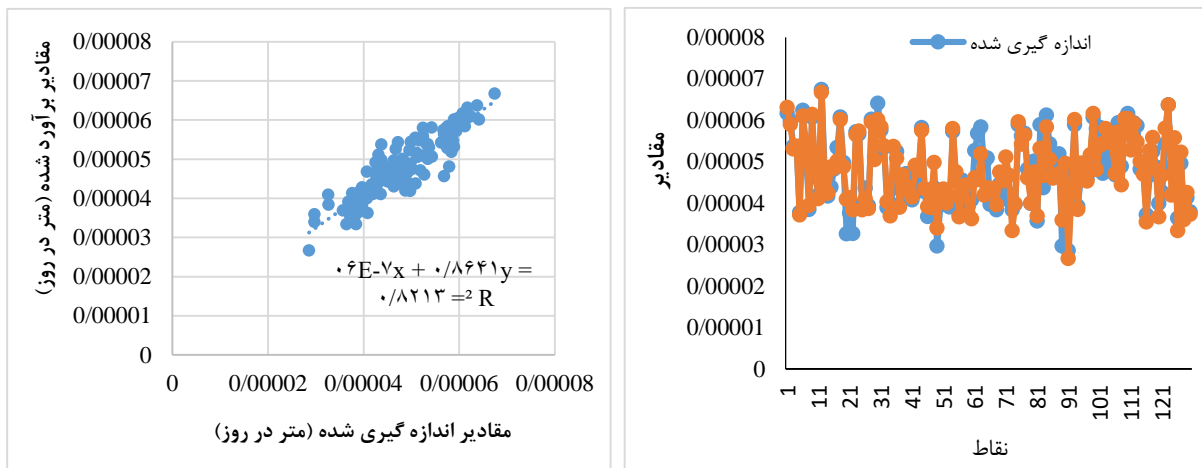 0/00008
0/00007
0/00006
0/00005
0/00004
0/00003
0/00002
0/00001
0
0 0/00002 0/00004 0/00006 0/00008
مقادیر برآورد شده (متر در روز)
مقادیر اندازه گیری شده (متر در روز)
۰۶E-۷x + ۰/۸۶۴۱y =
۰/۸۲۱۳ =² R
اندازه گیری شده
0/00008
0/00007
0/00006
0/00005
0/00004
0/00003
0/00002
0/00001
0
1 11 21 31 41 51 61 71 81 91 101 111 121
مقادیر
نقاط